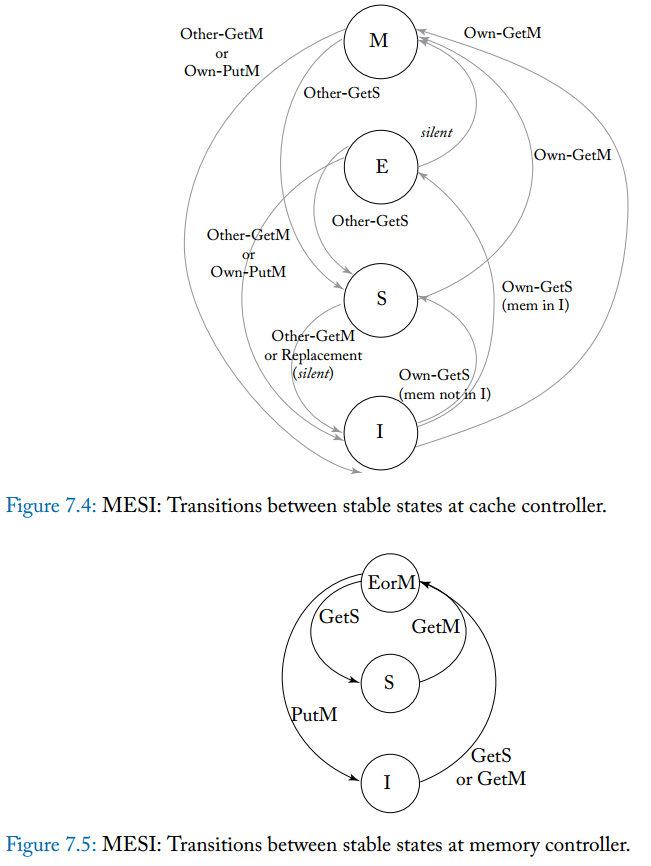 Other-GetM
or
Own-PutM
M
Own-GetM
Other-GetS
silent
E
Own-GetM
Other-GetS
Other-GetM
or
Own-PutM
S
Own-GetS
(mem in I)
Other-GetM
or Replacement
(silent)
Own-GetS
(mem not in I)
I
Figure 7.4: MESI: Transitions between stable states at cache controller.
EorM
GetS
GetM
S
PutM
GetS
or GetM
I
Figure 7.5: MESI: Transitions between stable states at memory controller.